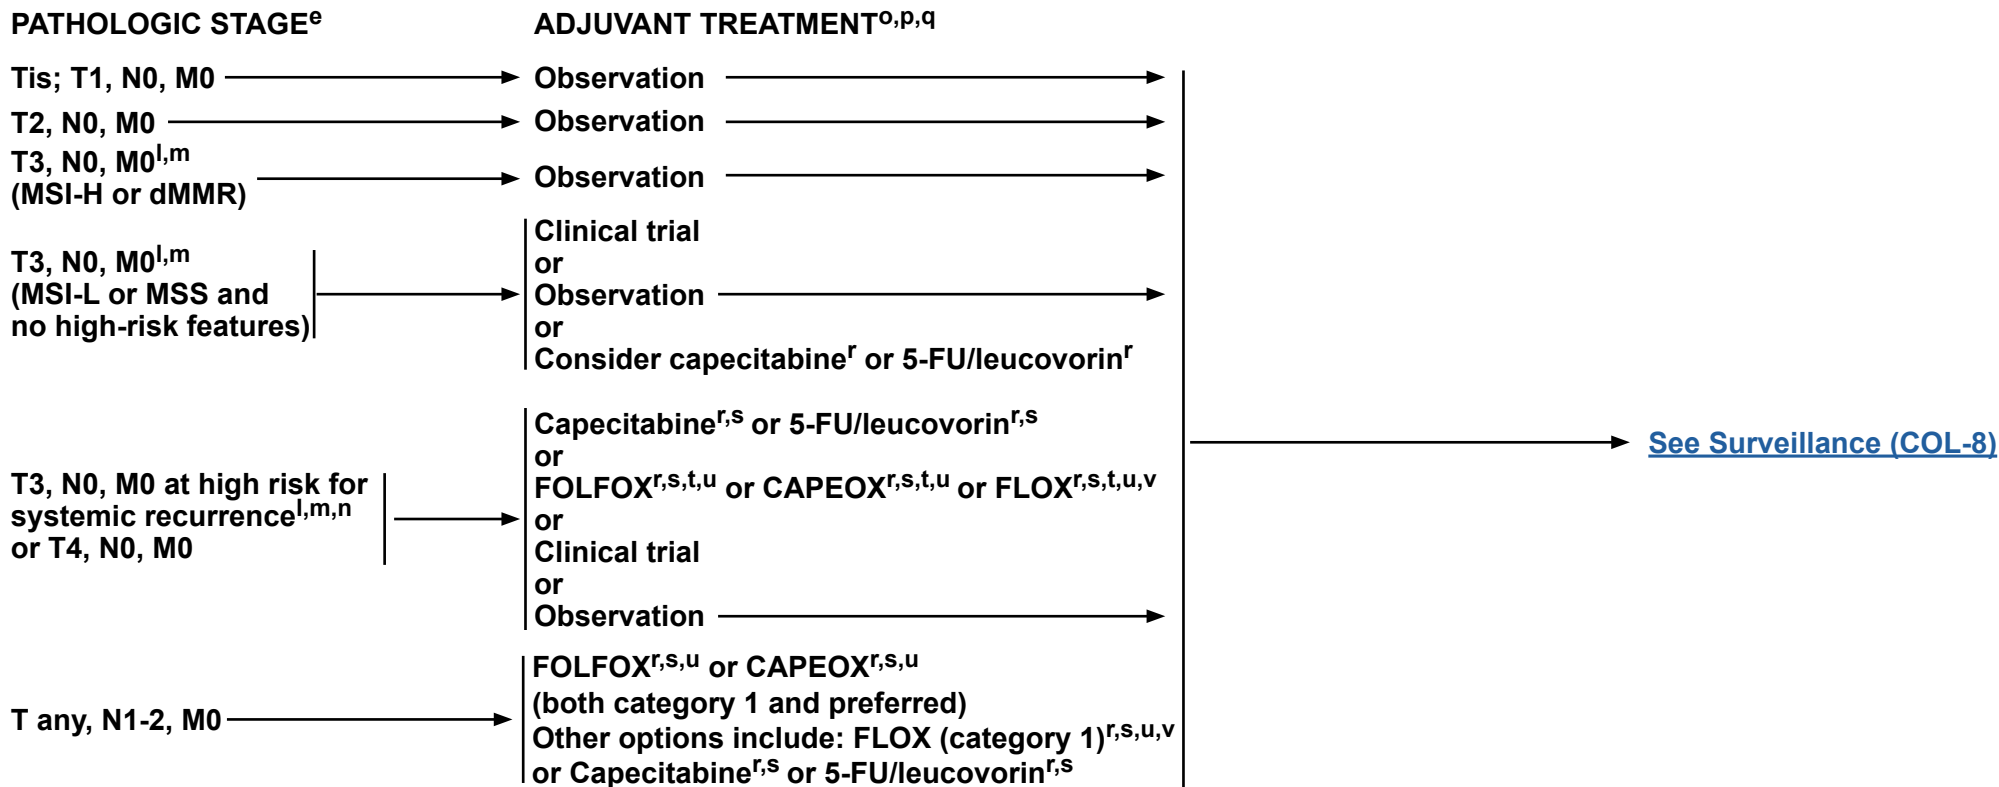 PATHOLOGIC STAGEe
ADJUVANT TREATMENTo,p,q
Tis; T1, N0, M0
Observation
T2, N0, M0
Observation
T3, N0, M0l,m
(MSI-H or dMMR)
Observation
T3, N0, M0l,m
(MSI-L or MSS and
no high-risk features)
Clinical trial
or
Observation
or
Consider capecitabiner or 5-FU/leucovorinr
T3, N0, M0 at high risk for
systemic recurrencel,m,n
or T4, N0, M0
Capecitabiner,s or 5-FU/leucovorinr,s
or
FOLFOXr,s,t,u or CAPEOXr,s,t,u or FLOXr,s,t,u,v
or
Clinical trial
or
Observation
T any, N1-2, M0
FOLFOXr,s,u or CAPEOXr,s,u
(both category 1 and preferred)
Other options include: FLOX (category 1)r,s,u,v
or Capecitabiner,s or 5-FU/leucovorinr,s
See Surveillance (COL-8)